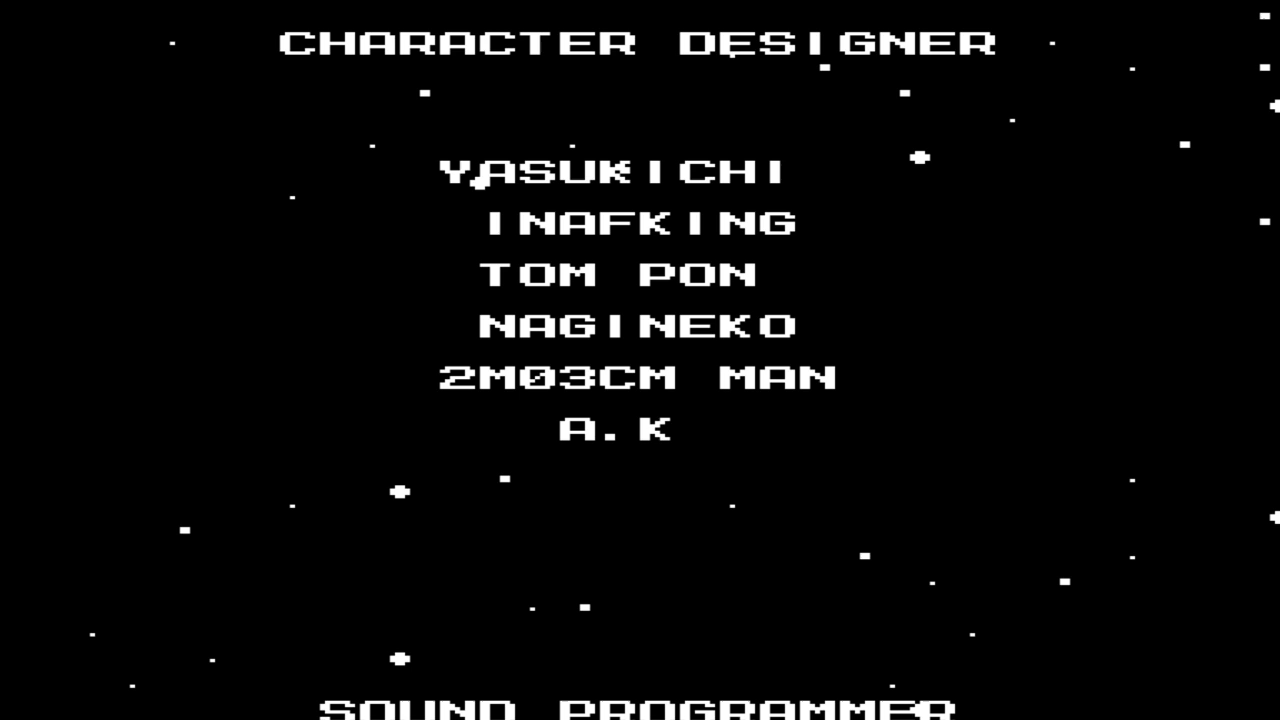 CHARACTER DESIGNER
YASUKICHI
INAFKING
TOM PON
NAGINEKO
2M03CM MAN
A.K
SOUND PROGRAMMER